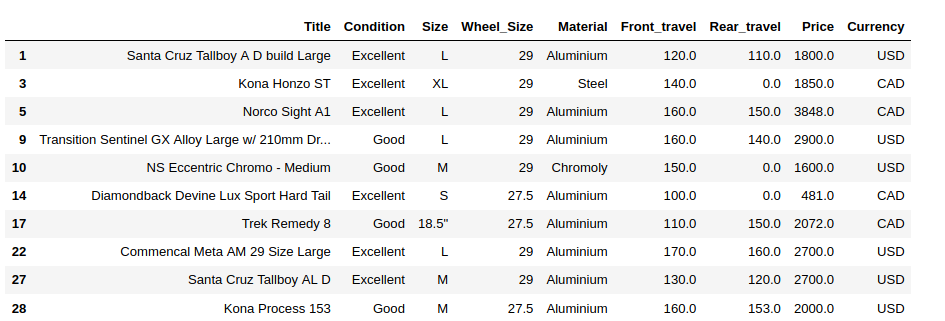 Title Condition Size Wheel_Size Material Front_travel Rear_travel Price Currency
1 Santa Cruz Tallboy A D build Large Excellent L 29 Aluminium 120.0 110.0 1800.0 USD
3 Kona Honzo ST Excellent XL 29 Steel 140.0 0.0 1850.0 CAD
5 Norco Sight A1 Excellent L 29 Aluminium 160.0 150.0 3848.0 CAD
9 Transition Sentinel GX Alloy Large w/ 210mm Dr... Good L 29 Aluminium 160.0 140.0 2900.0 USD
10 NS Eccentric Chromo - Medium Good M 29 Chromoly 150.0 0.0 1600.0 USD
14 Diamondback Devine Lux Sport Hard Tail Excellent S 27.5 Aluminium 100.0 0.0 481.0 CAD
17 Trek Remedy 8 Good 18.5" 27.5 Aluminium 110.0 150.0 2072.0 CAD
22 Commencal Meta AM 29 Size Large Excellent L 29 Aluminium 170.0 160.0 2700.0 USD
27 Santa Cruz Tallboy AL D Excellent M 29 Aluminium 130.0 120.0 2700.0 USD
28 Kona Process 153 Good M 27.5 Aluminium 160.0 153.0 2000.0 USD